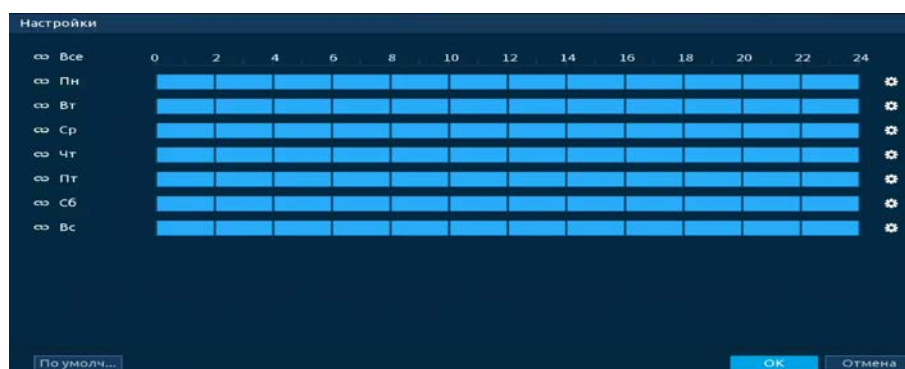 Настройки
Все 0 2 4 6 8 10 12 14 16 18 20 22 24
Пн
Вт
Ср
Чт
Пт
Сб
Вс
По умолч... OK Отмена